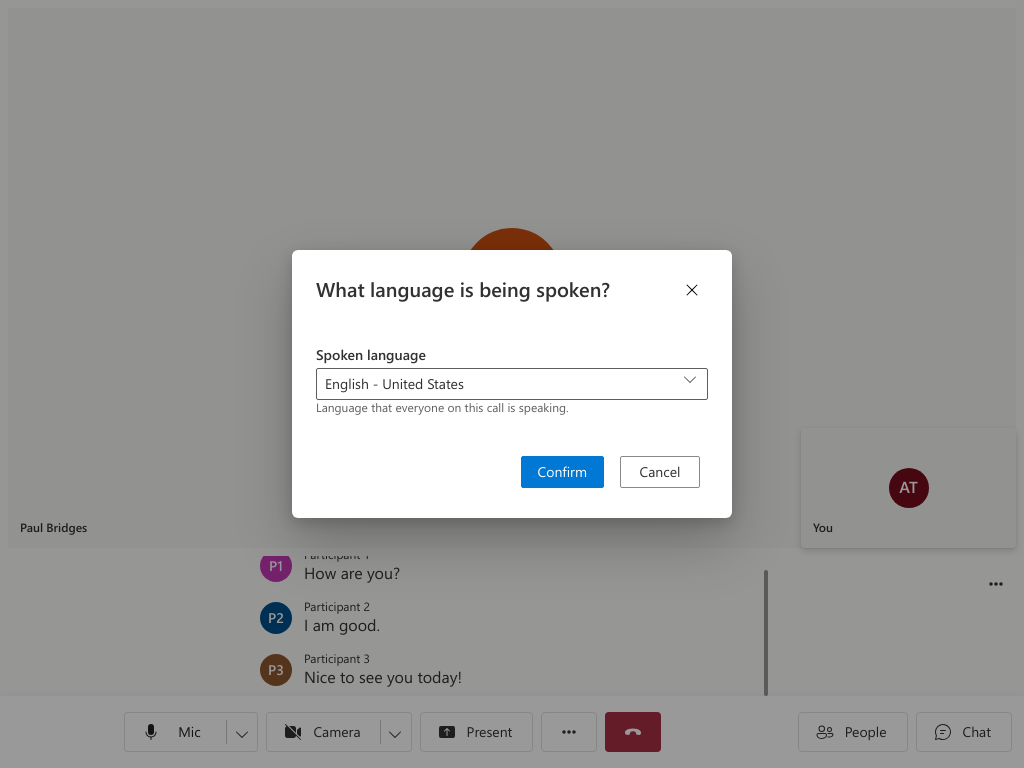 What language is being spoken?
Spoken language
English - United States
Language that everyone on this call is speaking.
Confirm
Cancel
AT
Paul Bridges
You
P1
Participant 1
How are you?
P2
Participant 2
I am good.
P3
Participant 3
Nice to see you today!
Mic
Camera
Present
People
Chat